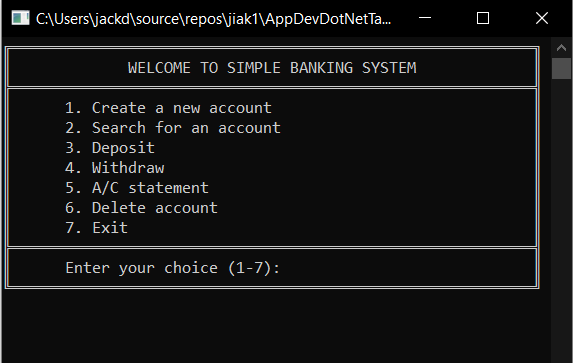 C:\Users\jackd\source\repos\jiak1\AppDevDotNetTa...
WELCOME TO SIMPLE BANKING SYSTEM
1. Create a new account
2. Search for an account
3. Deposit
4. Withdraw
5. A/C statement
6. Delete account
7. Exit
Enter your choice (1-7):